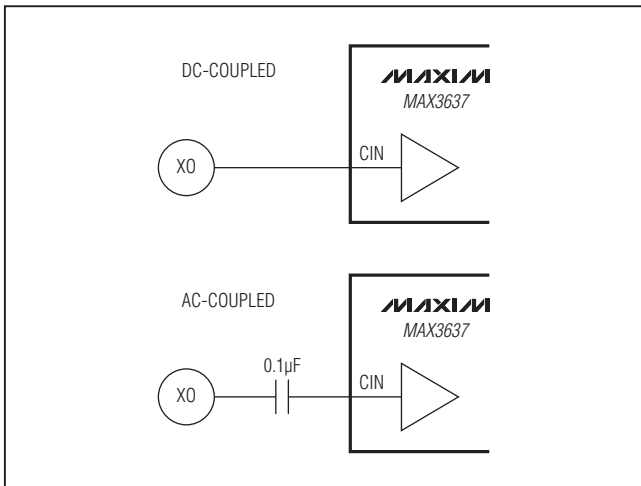 DC-COUPLED
MAXIM
MAX3637
XO
CIN
AC-COUPLED
MAXIM
MAX3637
0.1µF
XO
CIN